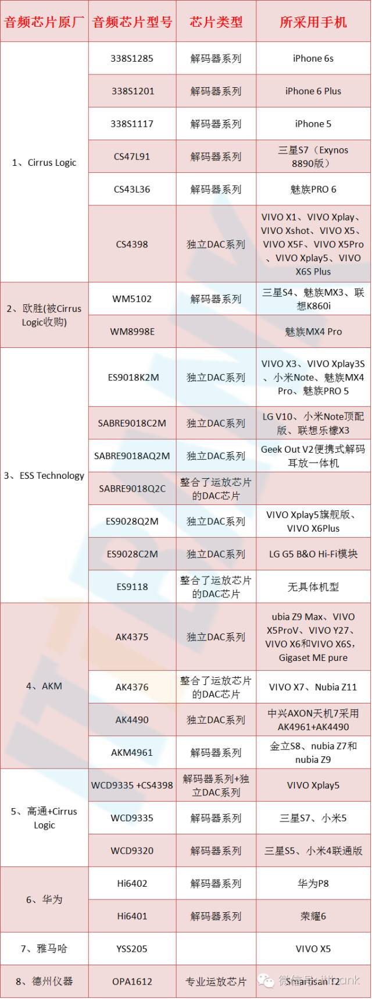 音频芯片原厂 音频芯片型号 芯片类型 所采用手机
1、Cirrus Logic
338S1285 解码器系列 iPhone 6s
338S1201 解码器系列 iPhone 6 Plus
338S1117 解码器系列 iPhone 5
CS47L91 解码器系列 三星S7（Exynos
8890版）
CS43L36 解码器系列 魅族PRO 6
CS4398 独立DAC系列 VIVO X1、VIVO Xplay、
VIVO Xshot、VIVO X5、
VIVO X5F、VIVO X5Pro
、VIVO Xplay5、VIVO
X6S Plus
2、欧胜(被Cirrus
Logic收购)
WM5102 解码器系列 三星S4、魅族MX3、联
想K860i
WM8998E 魅族MX4 Pro
3、ESS Technology
ES9018K2M 独立DAC系列 VIVO X3、VIVO Xplay3S
、小米Note、魅族MX4
Pro、魅族PRO 5
SABRE9018C2M 独立DAC系列 LG V10、小米Note顶配
版、联想乐檬X3
SABRE9018AQ2M 独立DAC系列 Geek Out V2便携式解码
耳放一体机
SABRE9018Q2C 整合了运放芯片
的DAC芯片
ES9028Q2M 独立DAC系列 VIVO Xplay5旗舰版、
VIVO X6Plus
ES9028C2M 独立DAC系列 LG G5 B&O Hi-Fi模块
ES9118 整合了运放芯片
的DAC芯片 无具体机型
4、AKM
AK4375 独立DAC系列 ubia Z9 Max、VIVO
X5ProV、VIVO Y27、
VIVO X6和VIVO X6S，
Gigaset ME pure
AK4376 整合了运放芯片
的DAC芯片 VIVO X7、Nubia Z11
AK4490 独立DAC系列 中兴AXON天机7采用
AK4961+AK4490
AKM4961 解码器系列 金立S8、nubia Z7和
nubia Z9
5、高通+Cirrus
Logic
WCD9335 +CS4398 解码器系列+独
立DAC系列 VIVO Xplay5
WCD9335 解码器系列 三星S7、小米5
WCD9320 解码器系列 三星S5、小米4联通版
6、华为
Hi6402 解码器系列 华为P8
Hi6401 解码器系列 荣耀6
7、雅马哈 YSS205 VIVO X5
8、德州仪器 OPA1612 专业运放芯片 Smartisan T2
微信号: ittbank
ITTBANK